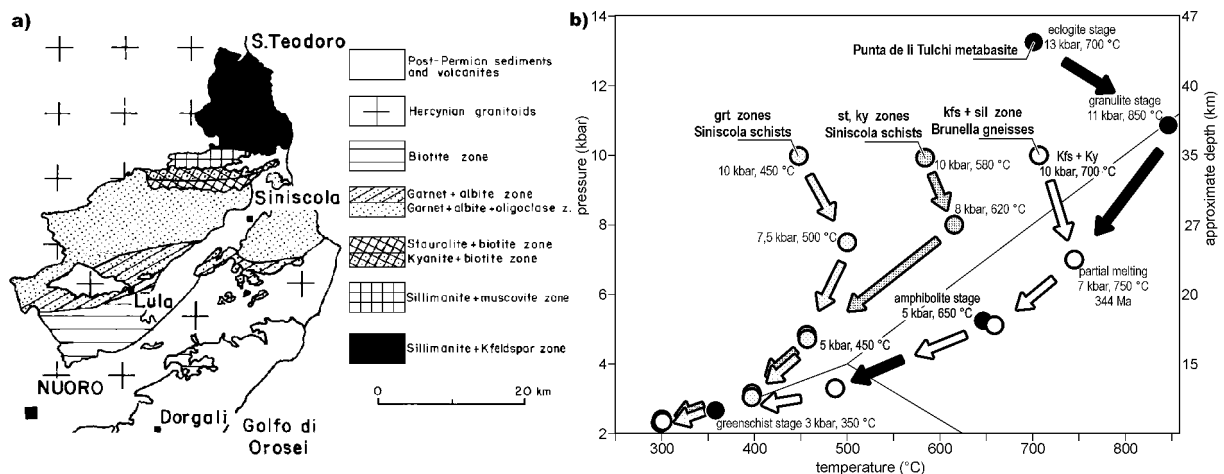 a)
S.Teodoro
Siniscola
Lula
NUORO
Dorgali
Golfo di
Orosei
Post-Permian sediments
and volcanites
Hercynian granitoids
Biotite zone
Garnet+albite zone
Garnet+albite+oligoclase z.
Staurolite+biotite zone
Kyanite+biotite zone
Sillimanite+muscovite zone
Sillimanite+Kfeldspar zone
0 20 km
b)
pressure (kbar)
14
12
10
8
6
4
2
approximate depth (km)
47
44
40
35
27
20
15
300 400 500 600 700 800
temperature (°C)
eclogite stage
13 kbar, 700 °C
Punta de li Tulchi metabasite
granulite stage
11 kbar, 850 °C
grt zones
Siniscola schists
st, ky zones
Siniscola schists
kfs + sil zone
Brunella gneisses
10 kbar, 450°C
10 kbar, 580 °C
Kfs + Ky
10 kbar, 700°C
8 kbar, 620 °C
7,5 kbar, 500 °C
partial melting
7 kbar, 750 °C
344 Ma
amphibolite stage
5 kbar, 650 °C
5 kbar, 450 °C
greenschist stage 3 kbar, 350 °C